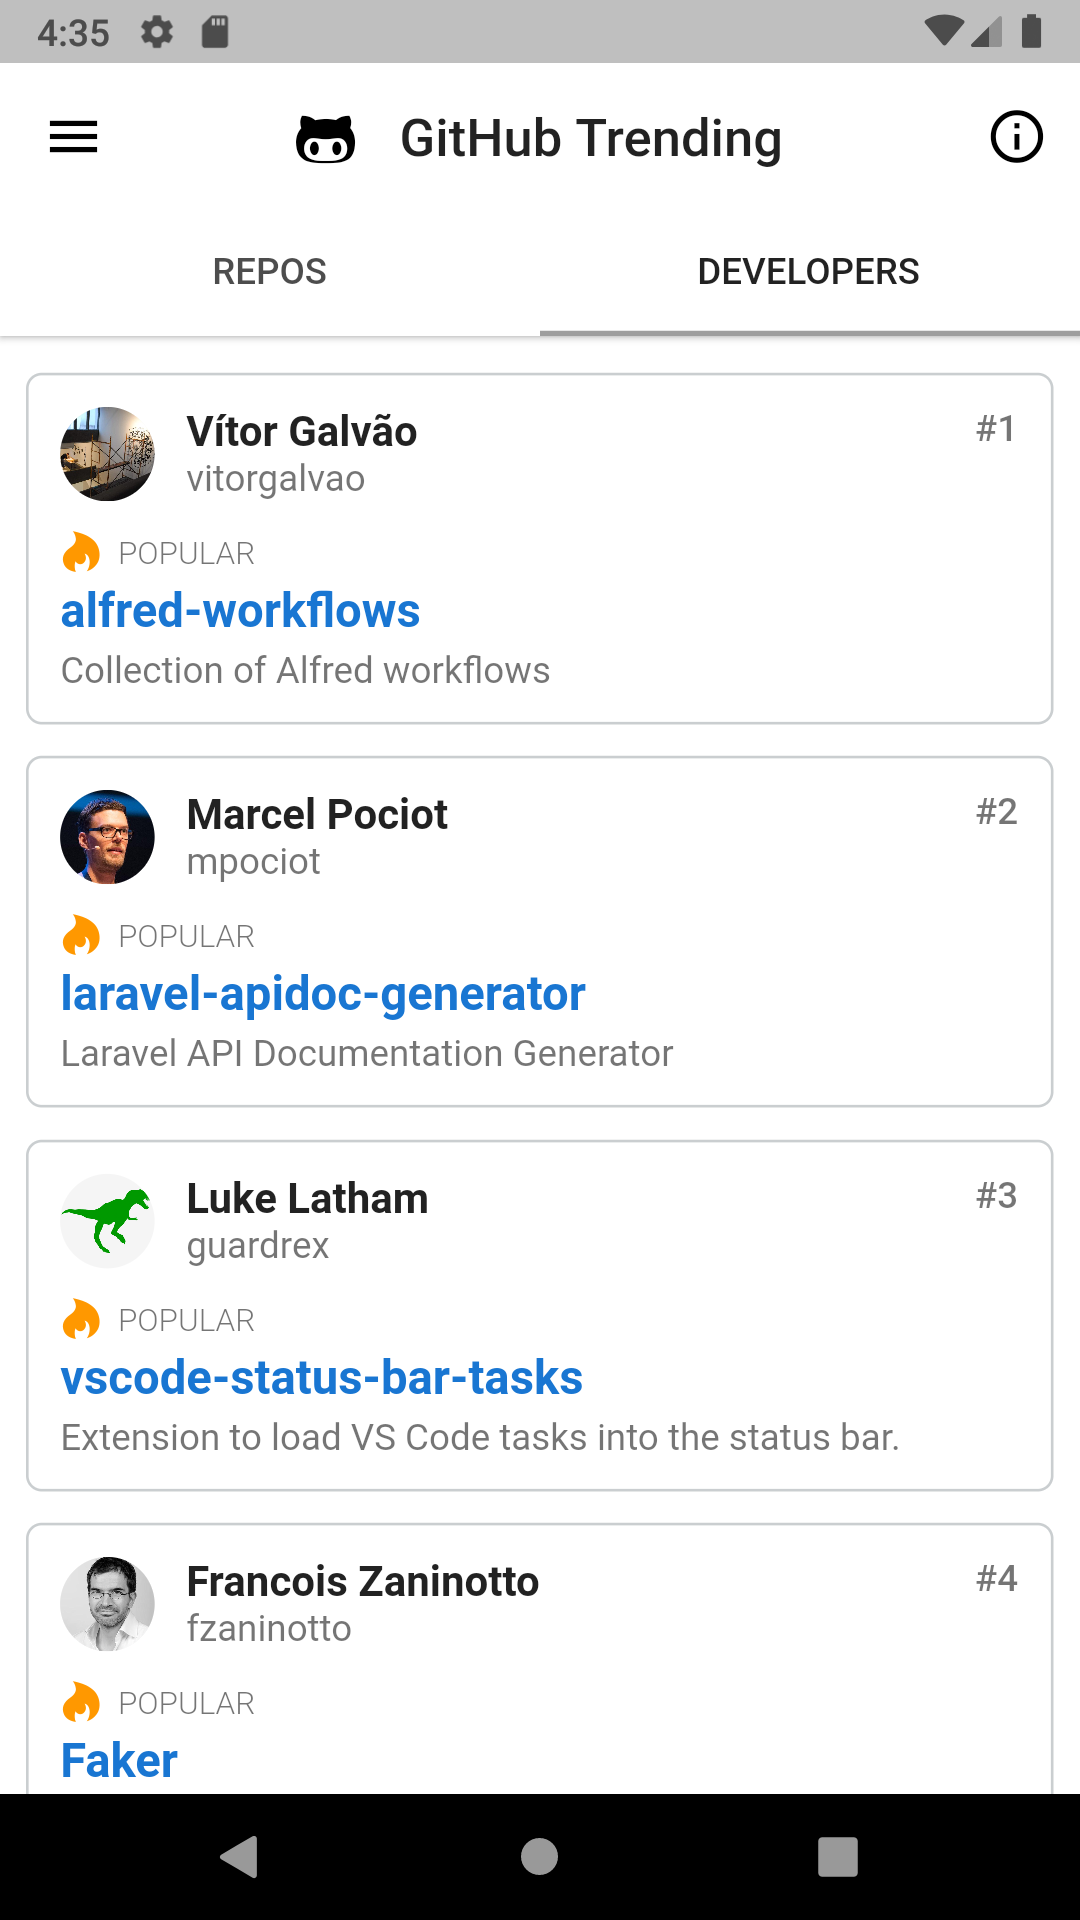 4:35
GitHub Trending
REPOS
DEVELOPERS
Vítor Galvão
#1
vitorgalvao
POPULAR
alfred-workflows
Collection of Alfred workflows
Marcel Pociot
#2
mpociot
POPULAR
laravel-apidoc-generator
Laravel API Documentation Generator
Luke Latham
#3
guardrex
POPULAR
vscode-status-bar-tasks
Extension to load VS Code tasks into the status bar.
Francois Zaninotto
#4
fzaninotto
POPULAR
Faker